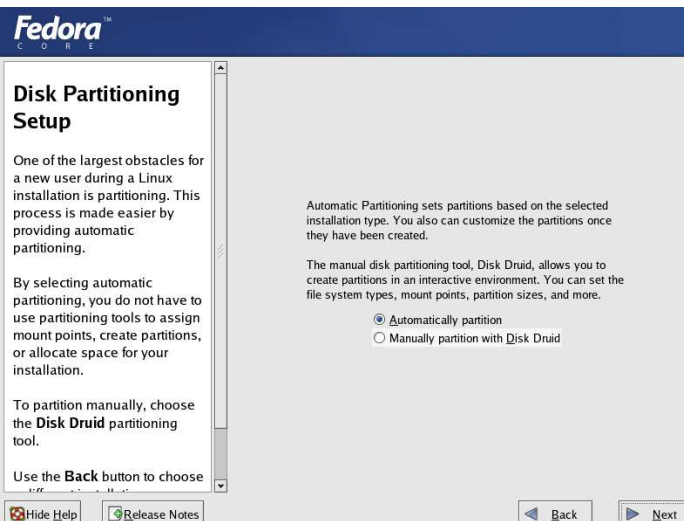 Fedora™
CORE
Disk Partitioning
Setup
One of the largest obstacles for
a new user during a Linux
installation is partitioning. This
process is made easier by
providing automatic
partitioning.
By selecting automatic
partitioning, you do not have to
use partitioning tools to assign
mount points, create partitions,
or allocate space for your
installation.
To partition manually, choose
the Disk Druid partitioning
tool.
Use the Back button to choose
Automatic Partitioning sets partitions based on the selected
installation type. You also can customize the partitions once
they have been created.
The manual disk partitioning tool, Disk Druid, allows you to
create partitions in an interactive environment. You can set the
file system types, mount points, partition sizes, and more.
Automatically partition
Manually partition with Disk Druid
Hide Help
Release Notes
Back
Next